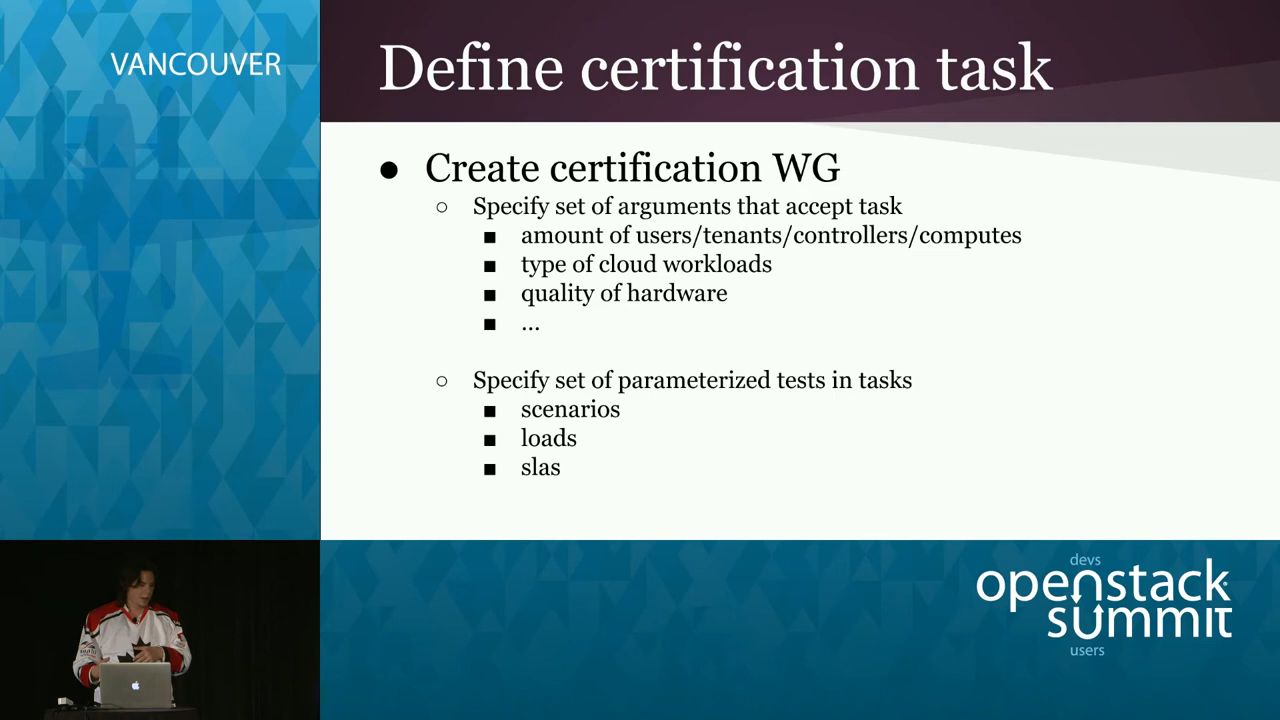 VANCOUVER
Define certification task
● Create certification WG
○ Specify set of arguments that accept task
■ amount of users/tenants/controllers/computes
■ type of cloud workloads
■ quality of hardware
■ ...
○ Specify set of parameterized tests in tasks
■ scenarios
■ loads
■ slas
devs
openstack
summit
users